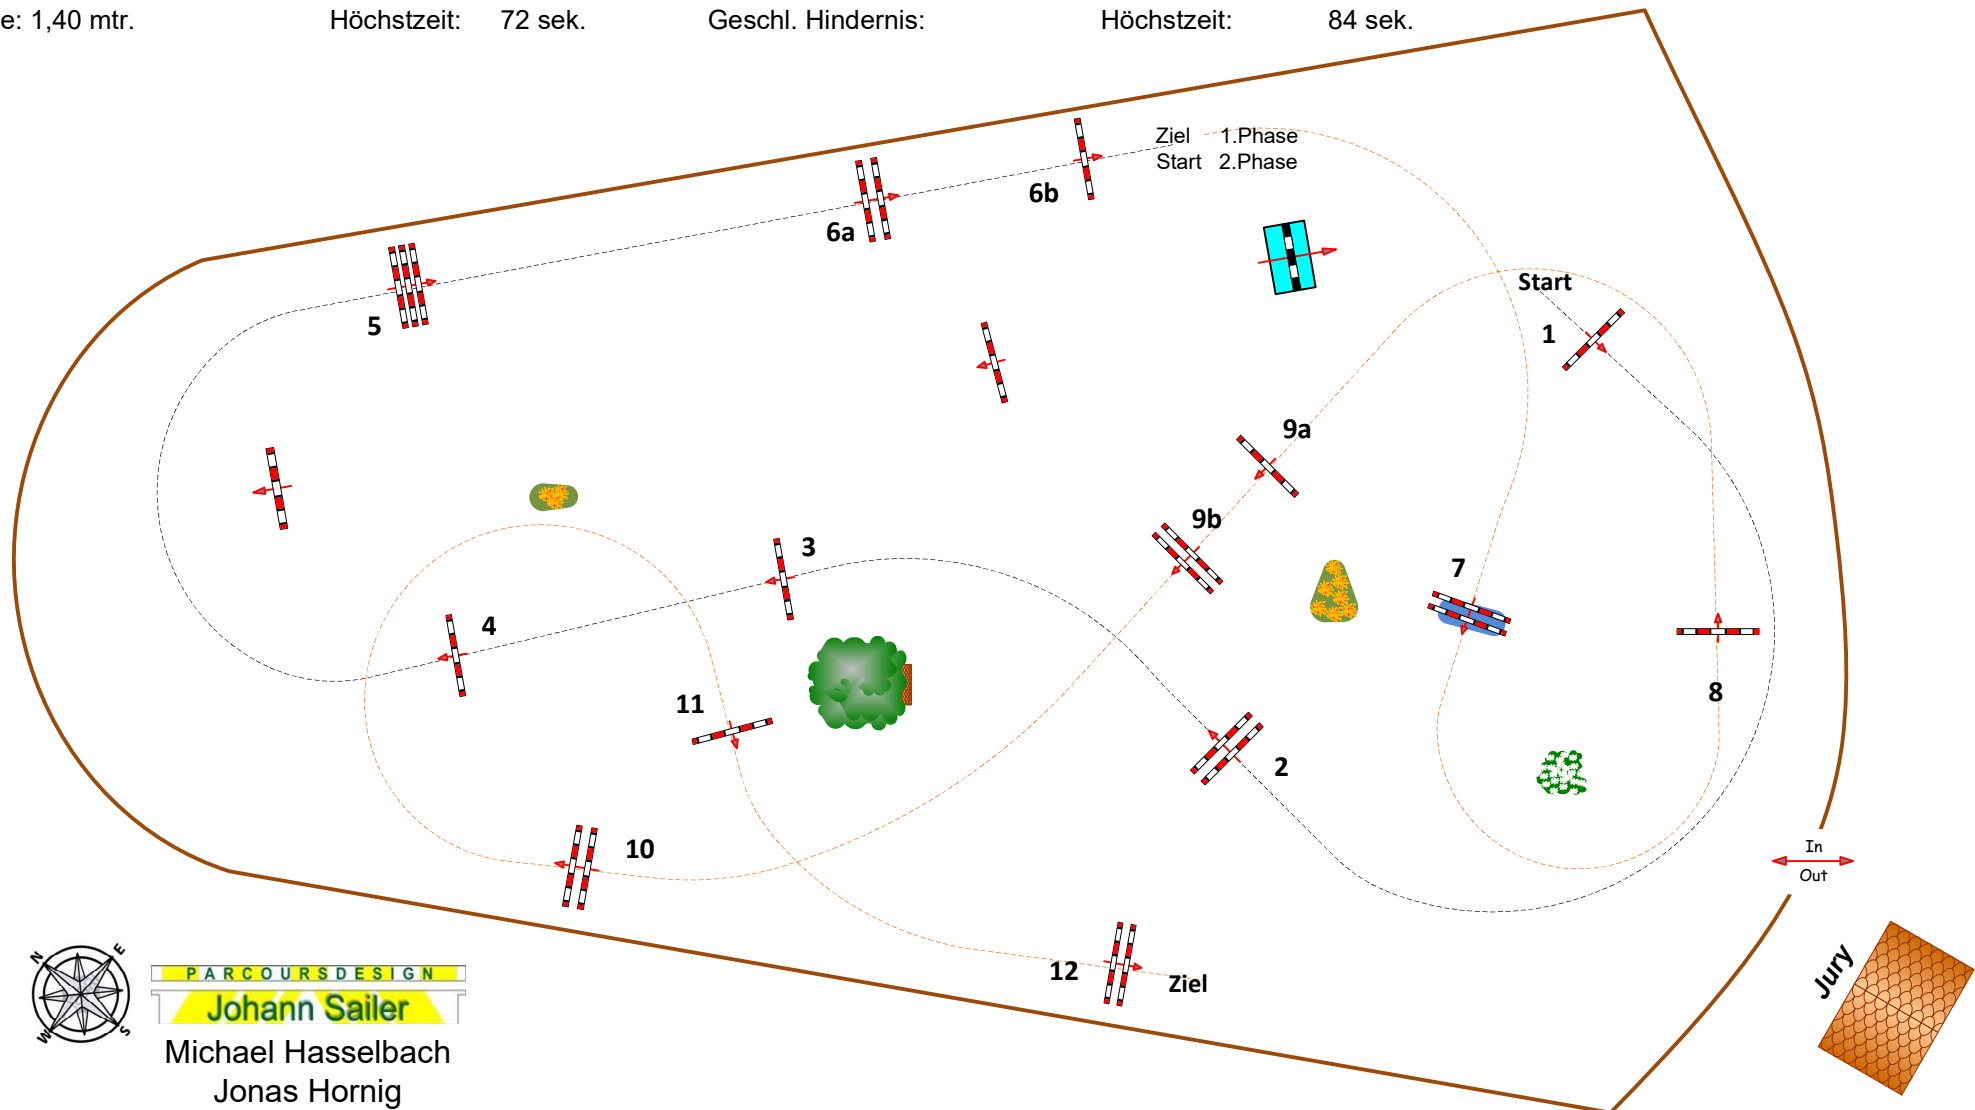 e: 1,40 mtr. Höchstzeit: 72 sek. Geschl. Hindernis: Höchstzeit: 84 sek.
Ziel 1.Phase
Start 2.Phase
6b
6a
5
Start
1
9a
9b
3
7
4
8
11
2
10
In
Out
12
Ziel
Jury
N
E
W
S
PARCOURSDESIGN
Johann Sailer
Michael Hasselbach
Jonas Hornig